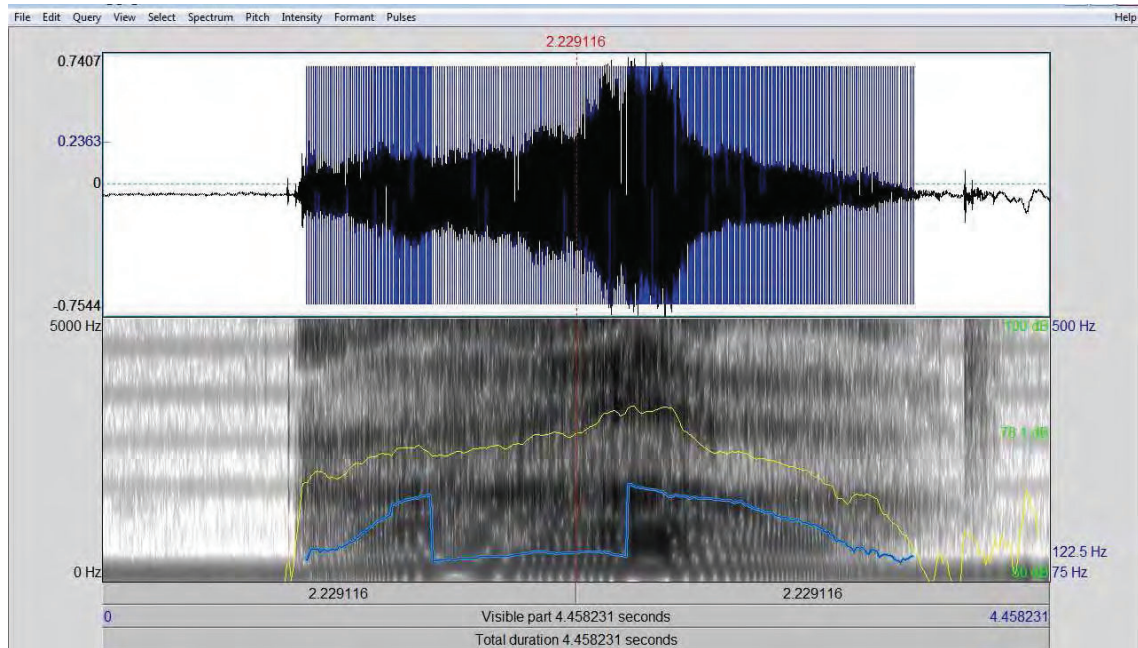 File Edit Query View Select Spectrum Pitch Intensity Formant Pulses Help
2.229116
0.7407
0.2363
0
-0.7544
5000 Hz 100 dB 500 Hz
78.1 dB
122.5 Hz
0 Hz 50 dB 75 Hz
2.229116 2.229116
0 Visible part 4.458231 seconds 4.458231
Total duration 4.458231 seconds